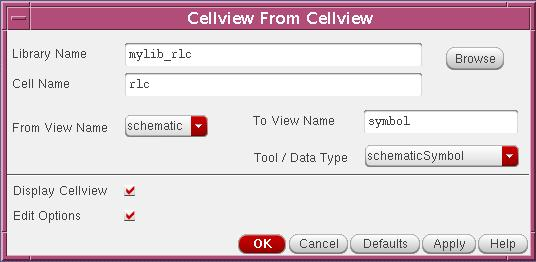 Cellview From Cellview
Library Name mylib_rlc Browse
Cell Name rlc
From View Name schematic To View Name symbol
Tool / Data Type schematicSymbol
Display Cellview
Edit Options
OK Cancel Defaults Apply Help